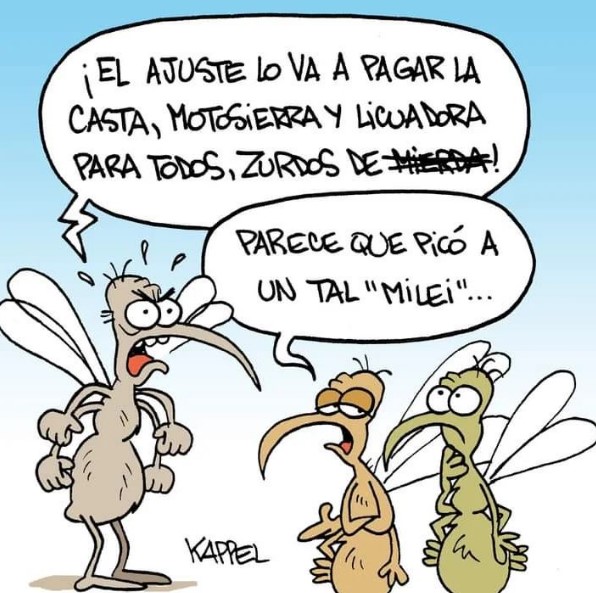 ¡EL AJUSTE LO VA A PAGAR LA
CASTA, MOTOSIERRA Y LICUADORA
PARA TODOS, ZURDOS DE MIERDA!
PARECE QUE PICÓ A
UN TAL "MILEI"...
KAPPEL